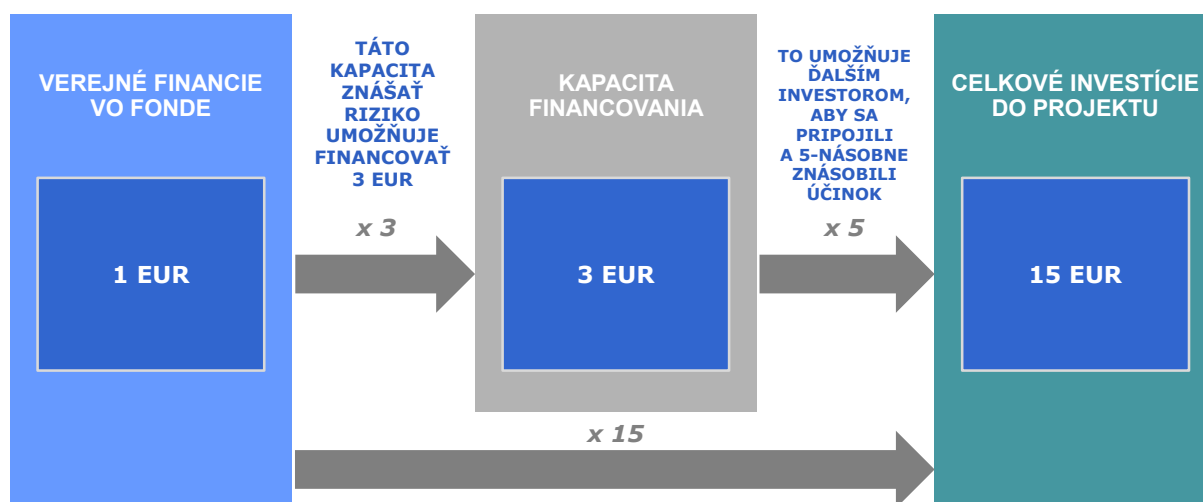 VEREJNÉ FINANCIE
VO FONDE
1 EUR
TÁTO
KAPACITA
ZNÁŠAŤ
RIZIKO
UMOŽŇUJE
FINANCOVAŤ
3 EUR
x 3
KAPACITA
FINANCOVANIA
3 EUR
TO UMOŽŇUJE
ĎALŠÍM
INVESTOROM,
ABY SA
PRIPOJILI
A 5-NÁSOBNE
ZNÁSOBILI
ÚČINOK
x 5
CELKOVÉ INVESTÍCIE
DO PROJEKTU
15 EUR
x 15